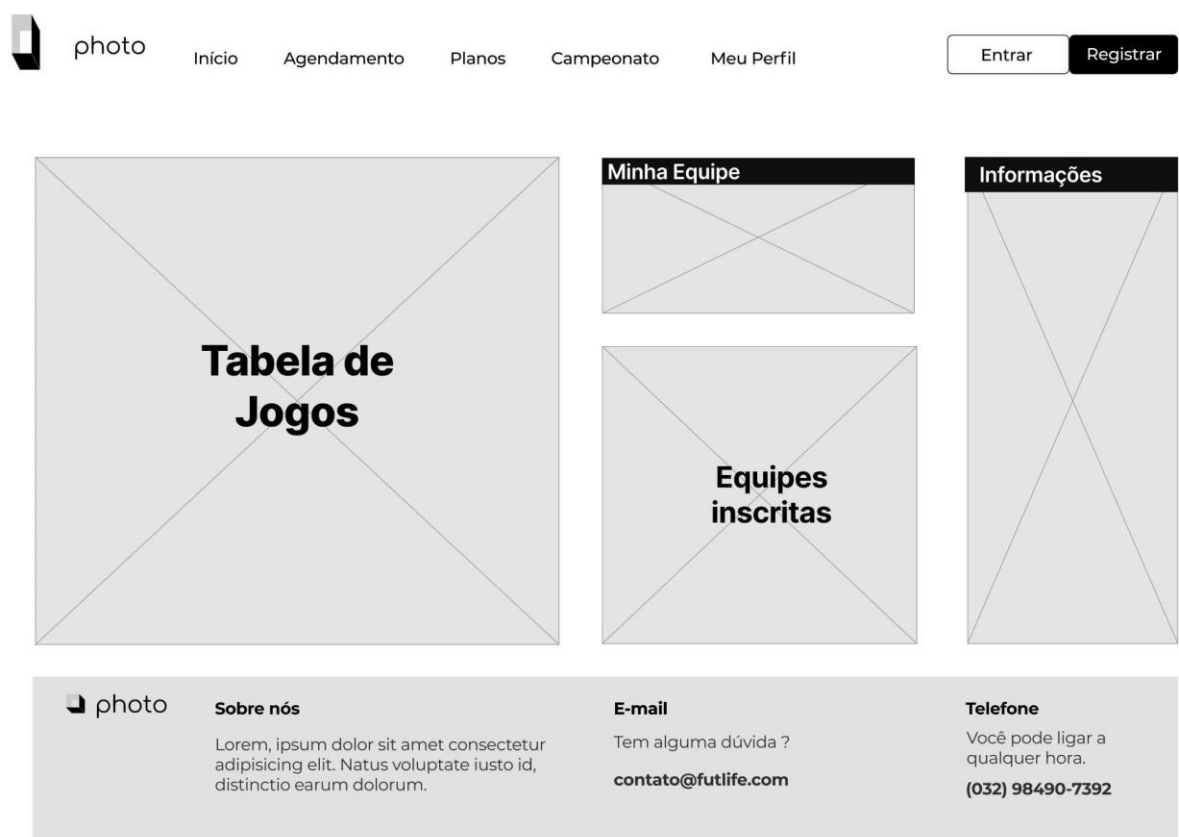 photo
Início
Agendamento
Planos
Campeonato
Meu Perfil
Entrar
Registrar
Tabela de
Jogos
Minha Equipe
Equipes
inscritas
Informações
photo
Sobre nós
Lorem, ipsum dolor sit amet consectetur
adipisicing elit. Natus voluptate iusto id,
distinctio earum dolorum.
E-mail
Tem alguma dúvida ?
contato@futlife.com
Telefone
Você pode ligar a
qualquer hora.
(032) 98490-7392